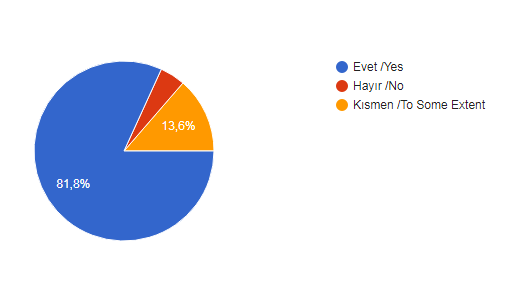 Evet /Yes
Hayır /No
Kısmen /To Some Extent
13,6%
81,8%